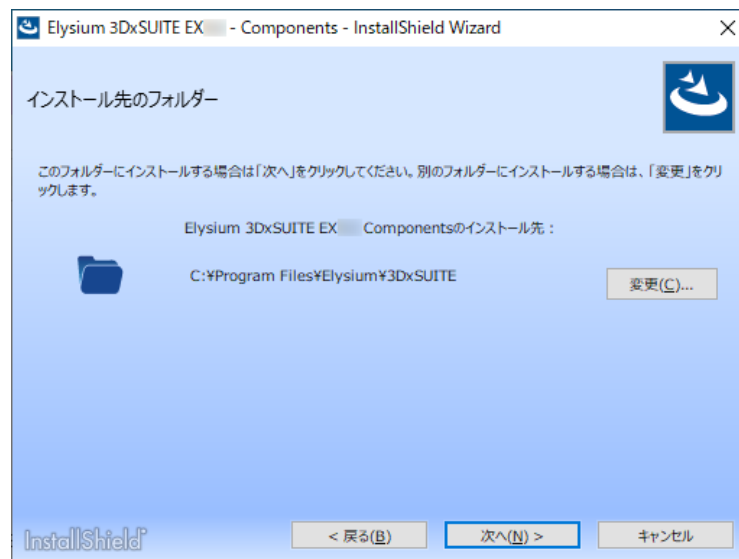 Elysium 3DxSUITE EX - Components - InstallShield Wizard
インストール先のフォルダー
このフォルダーにインストールする場合は「次へ」をクリックしてください。別のフォルダーにインストールする場合は、「変更」をクリ
ックします。
Elysium 3DxSUITE EX Componentsのインストール先：
C:¥Program Files¥Elysium¥3DxSUITE
変更(C)...
InstallShield
< 戻る(B)
次へ(N) >
キャンセル